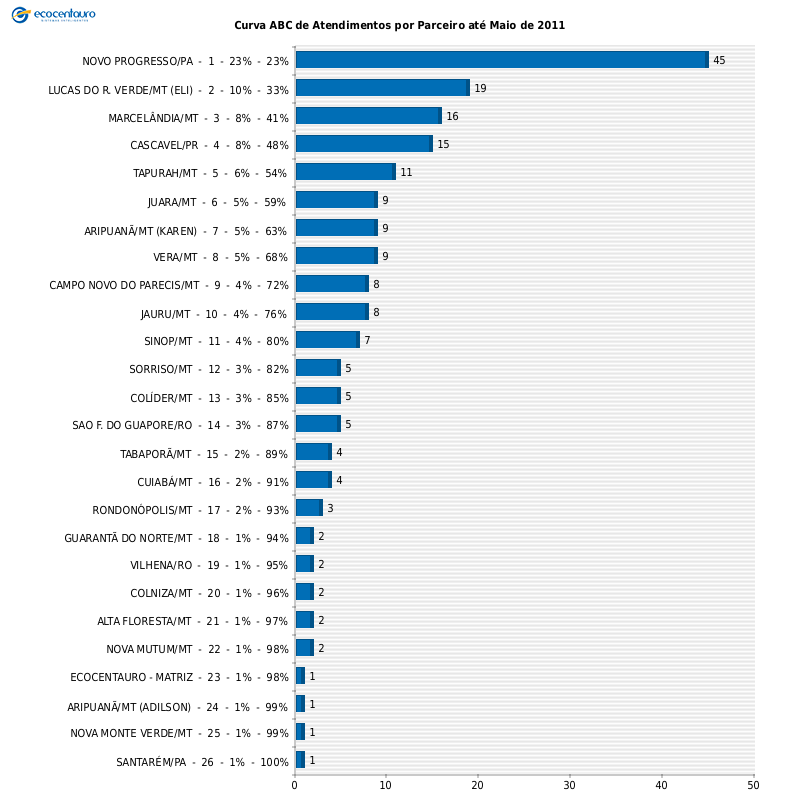 ecocentauro
Curva ABC de Atendimentos por Parceiro até Maio de 2011
NOVO PROGRESSO/PA - 1 - 23% - 23% 45
LUCAS DO R. VERDE/MT (ELI) - 2 - 10% - 33% 19
MARCELÂNDIA/MT - 3 - 8% - 41% 16
CASCAVEL/PR - 4 - 8% - 48% 15
TAPURAH/MT - 5 - 6% - 54% 11
JUARA/MT - 6 - 5% - 59% 9
ARIPUANÃ/MT (KAREN) - 7 - 5% - 63% 9
VERA/MT - 8 - 5% - 68% 9
CAMPO NOVO DO PARECIS/MT - 9 - 4% - 72% 8
JAURU/MT - 10 - 4% - 76% 8
SINOP/MT - 11 - 4% - 80% 7
SORRISO/MT - 12 - 3% - 82% 5
COLÍDER/MT - 13 - 3% - 85% 5
SAO F. DO GUAPORE/RO - 14 - 3% - 87% 5
TABAPORÃ/MT - 15 - 2% - 89% 4
CUIABÁ/MT - 16 - 2% - 91% 4
RONDONÓPOLIS/MT - 17 - 2% - 93% 3
GUARANTÃ DO NORTE/MT - 18 - 1% - 94% 2
VILHENA/RO - 19 - 1% - 95% 2
COLNIZA/MT - 20 - 1% - 96% 2
ALTA FLORESTA/MT - 21 - 1% - 97% 2
NOVA MUTUM/MT - 22 - 1% - 98% 2
ECOCENTAURO - MATRIZ - 23 - 1% - 98% 1
ARIPUANÃ/MT (ADILSON) - 24 - 1% - 99% 1
NOVA MONTE VERDE/MT - 25 - 1% - 99% 1
SANTARÉM/PA - 26 - 1% - 100% 1
0 10 20 30 40 50